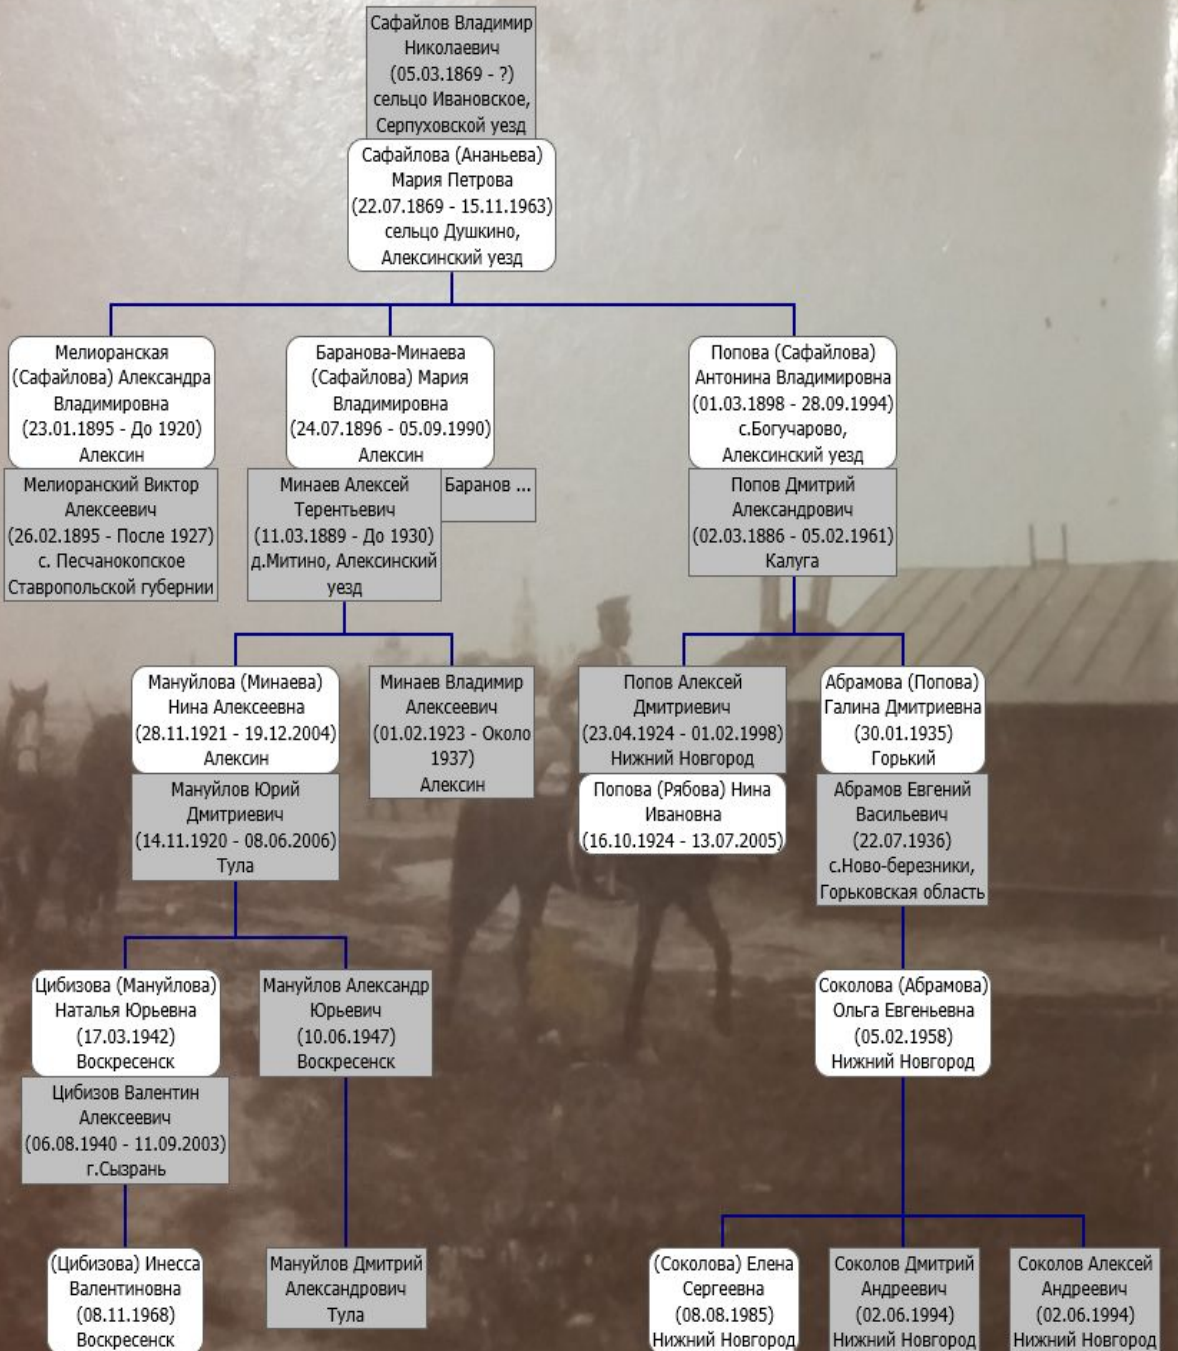 Сафайлов Владимир
Николаевич
(05.03.1869 - ?)
сельцо Ивановское,
Серпуховской уезд
Сафайлова (Ананьева)
Мария Петрова
(22.07.1869 - 15.11.1963)
сельцо Душкино,
Алексинский уезд
Мелиоранская
(Сафайлова) Александра
Владимировна
(23.01.1895 - До 1920)
Алексин
Мелиоранский Виктор
Алексеевич
(26.02.1895 - После 1927)
с. Песчанокопское
Ставропольской губернии
Баранова-Минаева
(Сафайлова) Мария
Владимировна
(24.07.1896 - 05.09.1990)
Алексин
Минаев Алексей
Терентьевич
(11.03.1889 - До 1930)
д.Митино, Алексинский
уезд
Баранов ...
Попова (Сафайлова)
Антонина Владимировна
(01.03.1898 - 28.09.1994)
с.Богучарово,
Алексинский уезд
Попов Дмитрий
Александрович
(02.03.1886 - 05.02.1961)
Калуга
Мануйлова (Минаева)
Нина Алексеевна
(28.11.1921 - 19.12.2004)
Алексин
Мануйлов Юрий
Дмитриевич
(14.11.1920 - 08.06.2006)
Тула
Минаев Владимир
Алексеевич
(01.02.1923 - Около
1937)
Алексин
Попов Алексей
Дмитриевич
(23.04.1924 - 01.02.1998)
Нижний Новгород
Попова (Рябова) Нина
Ивановна
(16.10.1924 - 13.07.2005)
Абрамова (Попова)
Галина Дмитриевна
(30.01.1935)
Горький
Абрамов Евгений
Васильевич
(22.07.1936)
с.Ново-березники,
Горьковская область
Цибизова (Мануйлова)
Наталья Юрьевна
(17.03.1942)
Воскресенск
Цибизов Валентин
Алексеевич
(06.08.1940 - 11.09.2003)
г.Сызрань
Мануйлов Александр
Юрьевич
(10.06.1947)
Воскресенск
Соколова (Абрамова)
Ольга Евгеньевна
(05.02.1958)
Нижний Новгород
(Цибизова) Инесса
Валентиновна
(08.11.1968)
Воскресенск
Мануйлов Дмитрий
Александрович
Тула
(Соколова) Елена
Сергеевна
(08.08.1985)
Нижний Новгород
Соколов Дмитрий
Андреевич
(02.06.1994)
Нижний Новгород
Соколов Алексей
Андреевич
(02.06.1994)
Нижний Новгород